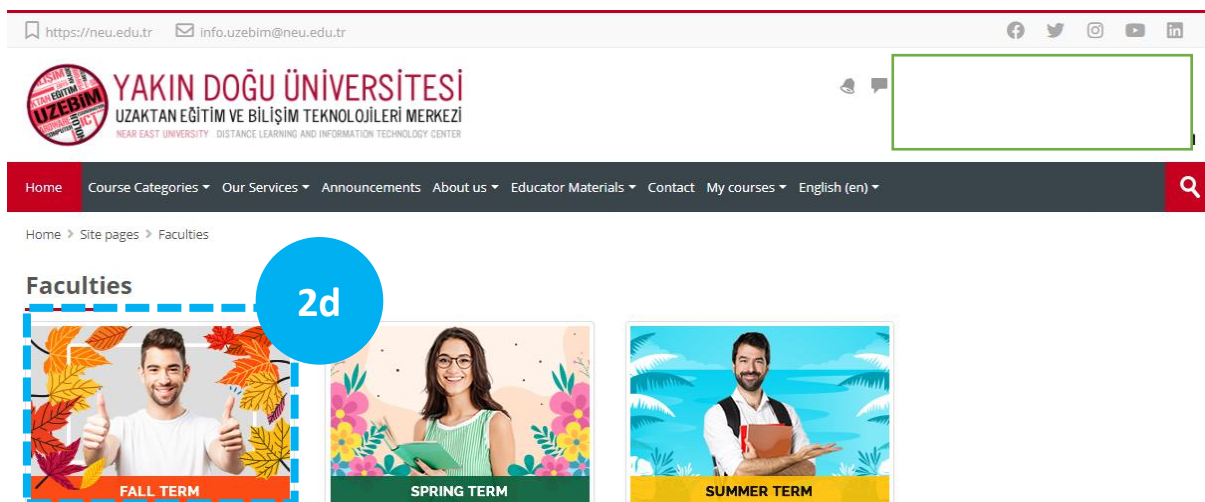 https://neu.edu.tr info.uzebim@neu.edu.tr
UZEBİM
YAKIN DOĞU ÜNİVERSİTESİ
UZAKTAN EĞİTİM VE BİLİŞİM TEKNOLOJİLERİ MERKEZİ
NEAR EAST UNIVERSITY DISTANCE LEARNING AND INFORMATION TECHNOLOGY CENTER
Home Course Categories Our Services Announcements About us Educator Materials Contact My courses English (en)
Home > Site pages > Faculties
Faculties
2d
FALL TERM SPRING TERM SUMMER TERM